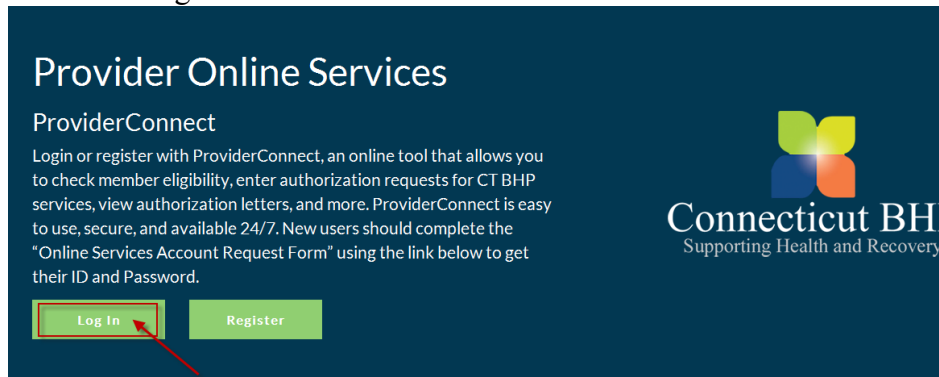 Provider Online Services
ProviderConnect
Login or register with ProviderConnect, an online tool that allows you
to check member eligibility, enter authorization requests for CT BHP
services, view authorization letters, and more. ProviderConnect is easy
to use, secure, and available 24/7. New users should complete the
“Online Services Account Request Form” using the link below to get
their ID and Password.
Log In
Register
Connecticut BH
Supporting Health and Recovery